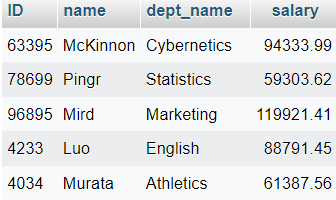 ID name dept_name salary
63395 McKinnon Cybernetics 94333.99
78699 Pingr Statistics 59303.62
96895 Mird Marketing 119921.41
4233 Luo English 88791.45
4034 Murata Athletics 61387.56